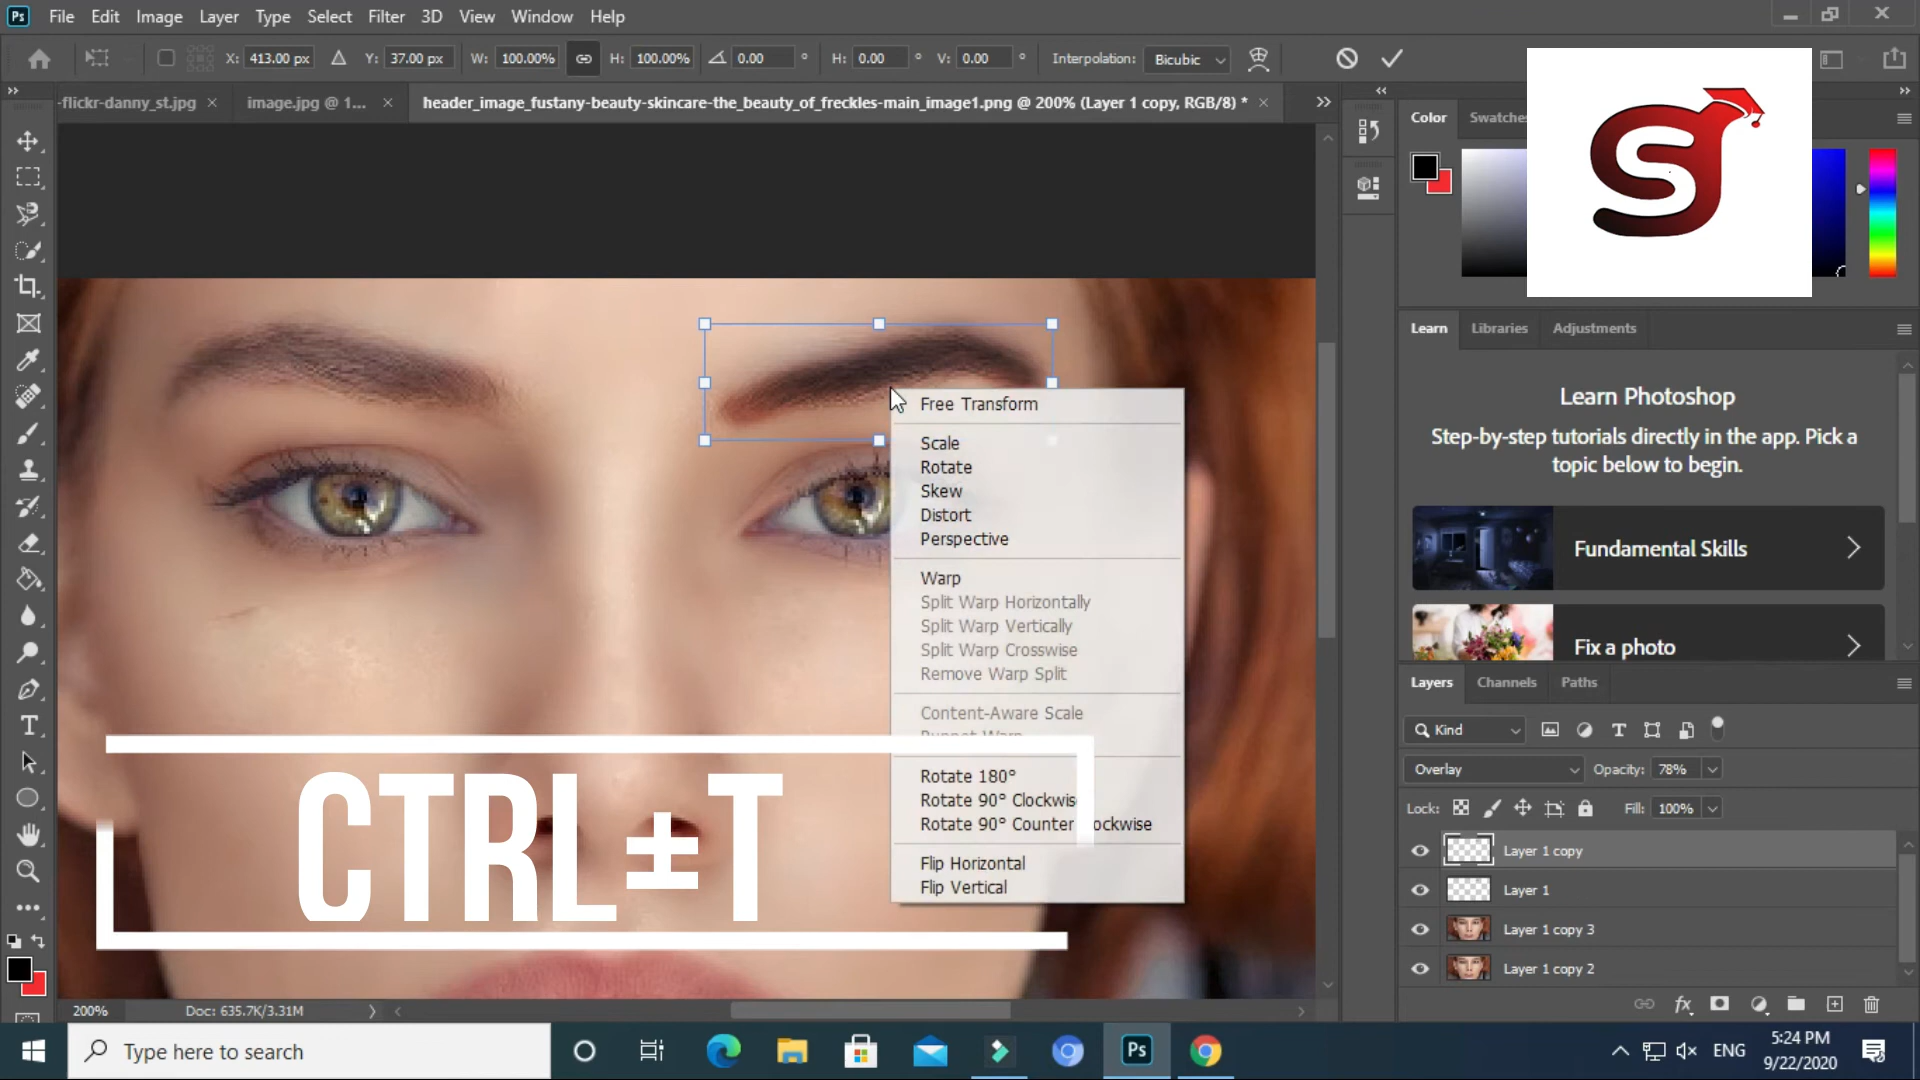 Ps File Edit Image Layer Type Select Filter 3D View Window Help
X: 413.00 px Y: 37.00 px W: 100.00% H: 100.00% 0.00 ° H: 0.00 ° V: 0.00 ° Interpolation: Bicubic
-flickr-danny_st.jpg × image.jpg @ 1... × header_image_fustany-beauty-skincare-the_beauty_of_freckles-main_image1.png @ 200% (Layer 1 copy, RGB/8) * ×
Color Swatches
Learn Libraries Adjustments
Learn Photoshop
Step-by-step tutorials directly in the app. Pick a
topic below to begin.
Fundamental Skills
Fix a photo
Free Transform
Scale
Rotate
Skew
Distort
Perspective
Warp
Split Warp Horizontally
Split Warp Vertically
Split Warp Crosswise
Remove Warp Split
Content-Aware Scale
Rotate 180°
Rotate 90° Clockwise
Rotate 90° Counter Clockwise
Flip Horizontal
Flip Vertical
CTRL±T
Layers Channels Paths
Kind
Overlay Opacity: 78%
Lock: Fill: 100%
Layer 1 copy
Layer 1
Layer 1 copy 3
Layer 1 copy 2
200% Doc: 635.7K/3.31M
Type here to search
Ps
ENG
5:24 PM
9/22/2020